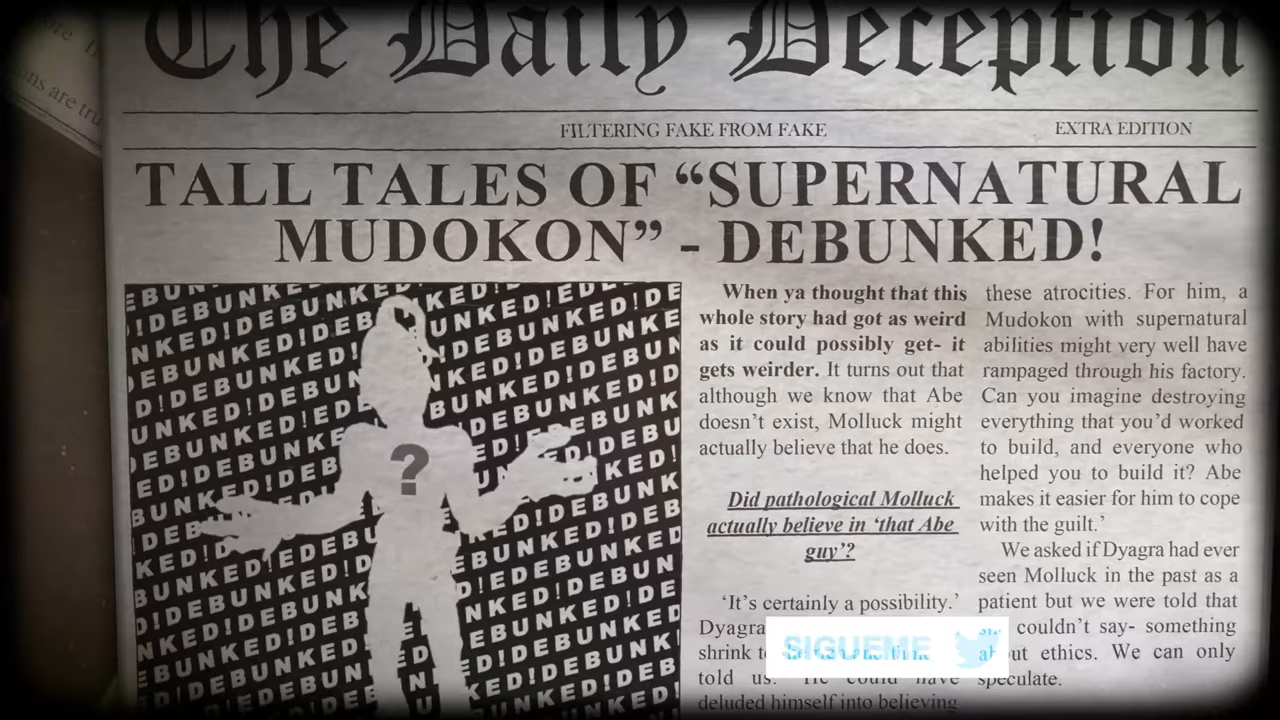 The Daily Deception
FILTERING FAKE FROM FAKE
EXTRA EDITION
TALL TALES OF “SUPERNATURAL
MUDOKON” - DEBUNKED!
?
When ya thought that this
whole story had got as weird
as it could possibly get- it
gets weirder. It turns out that
although we know that Abe
doesn’t exist, Molluck might
actually believe that he does.
Did pathological Molluck
actually believe in ‘that Abe
guy’?
‘It’s certainly a possibility.’
Dyagra
shrink
told us. ‘He could have
deluded himself into believing
these atrocities. For him, a
Mudokon with supernatural
abilities might very well have
rampaged through his factory.
Can you imagine destroying
everything that you’d worked
to build, and everyone who
helped you to build it? Abe
makes it easier for him to cope
with the guilt.’
We asked if Dyagra had ever
seen Molluck in the past as a
patient but we were told that
couldn’t say- something
about ethics. We can only
speculate.
SIGUEME